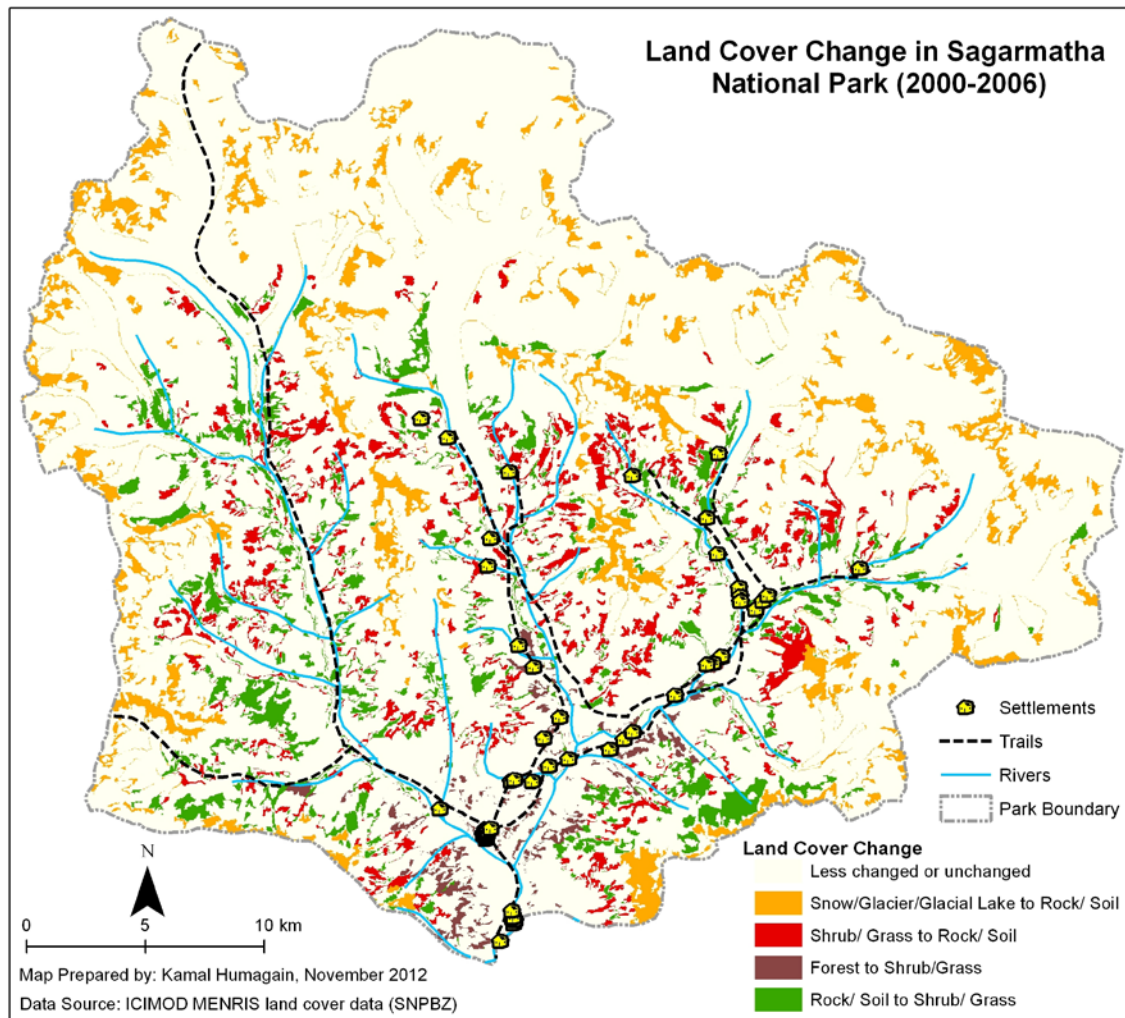 Land Cover Change in Sagarmatha
National Park (2000-2006)
Settlements
Trails
Rivers
Park Boundary
Land Cover Change
Less changed or unchanged
Snow/Glacier/Glacial Lake to Rock/ Soil
Shrub/ Grass to Rock/ Soil
Forest to Shrub/Grass
Rock/ Soil to Shrub/ Grass
N
0 5 10 km
Map Prepared by: Kamal Humagain, November 2012
Data Source: ICIMOD MENRIS land cover data (SNPBZ)